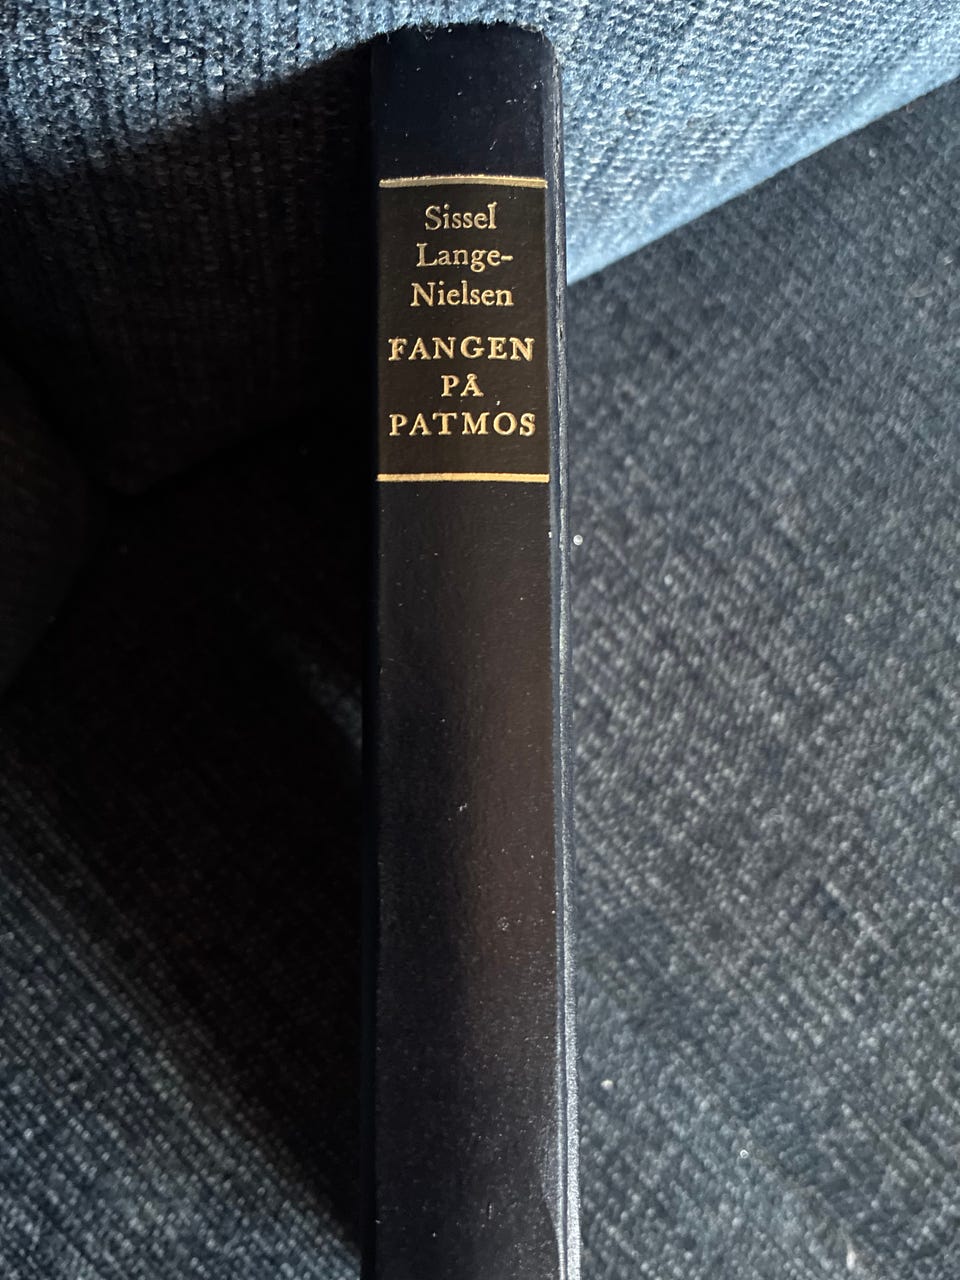 Sissel
Lange-
Nielsen
FANGEN
PÅ
PATMOS